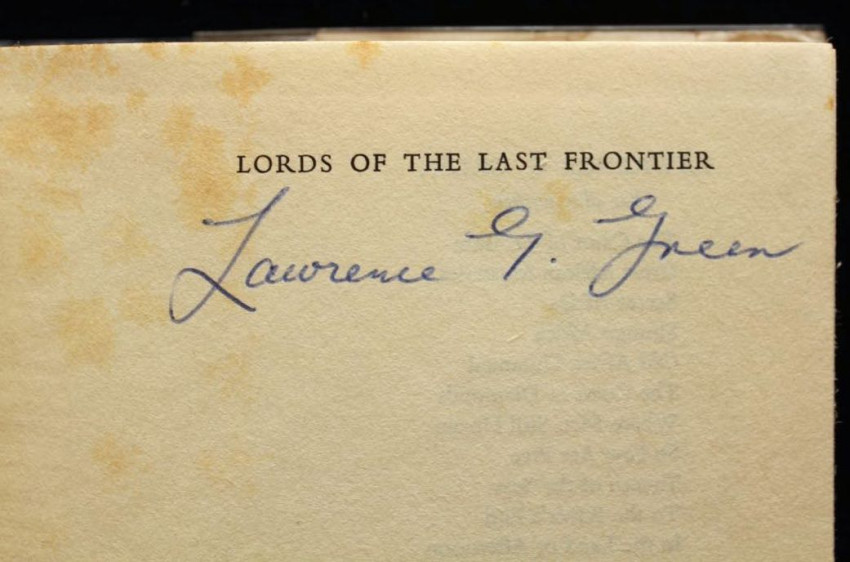 LORDS OF THE LAST FRONTIER
Lawrence G. Green